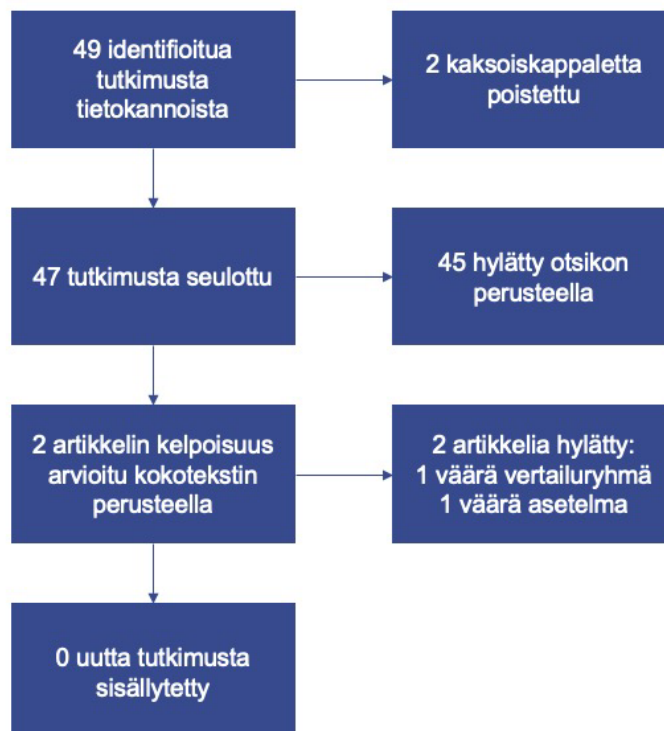 49 identifioitua
tutkimusta
tietokannoista
2 kaksoiskappaletta
poistettu
47 tutkimusta seulottu
45 hylätty otsikon
perusteella
2 artikkelin kelpoisuus
arvioitu kokotekstin
perusteella
2 artikkelia hylätty:
1 väärä vertailuryhmä
1 väärä asetelma
0 uutta tutkimusta
sisällytetty